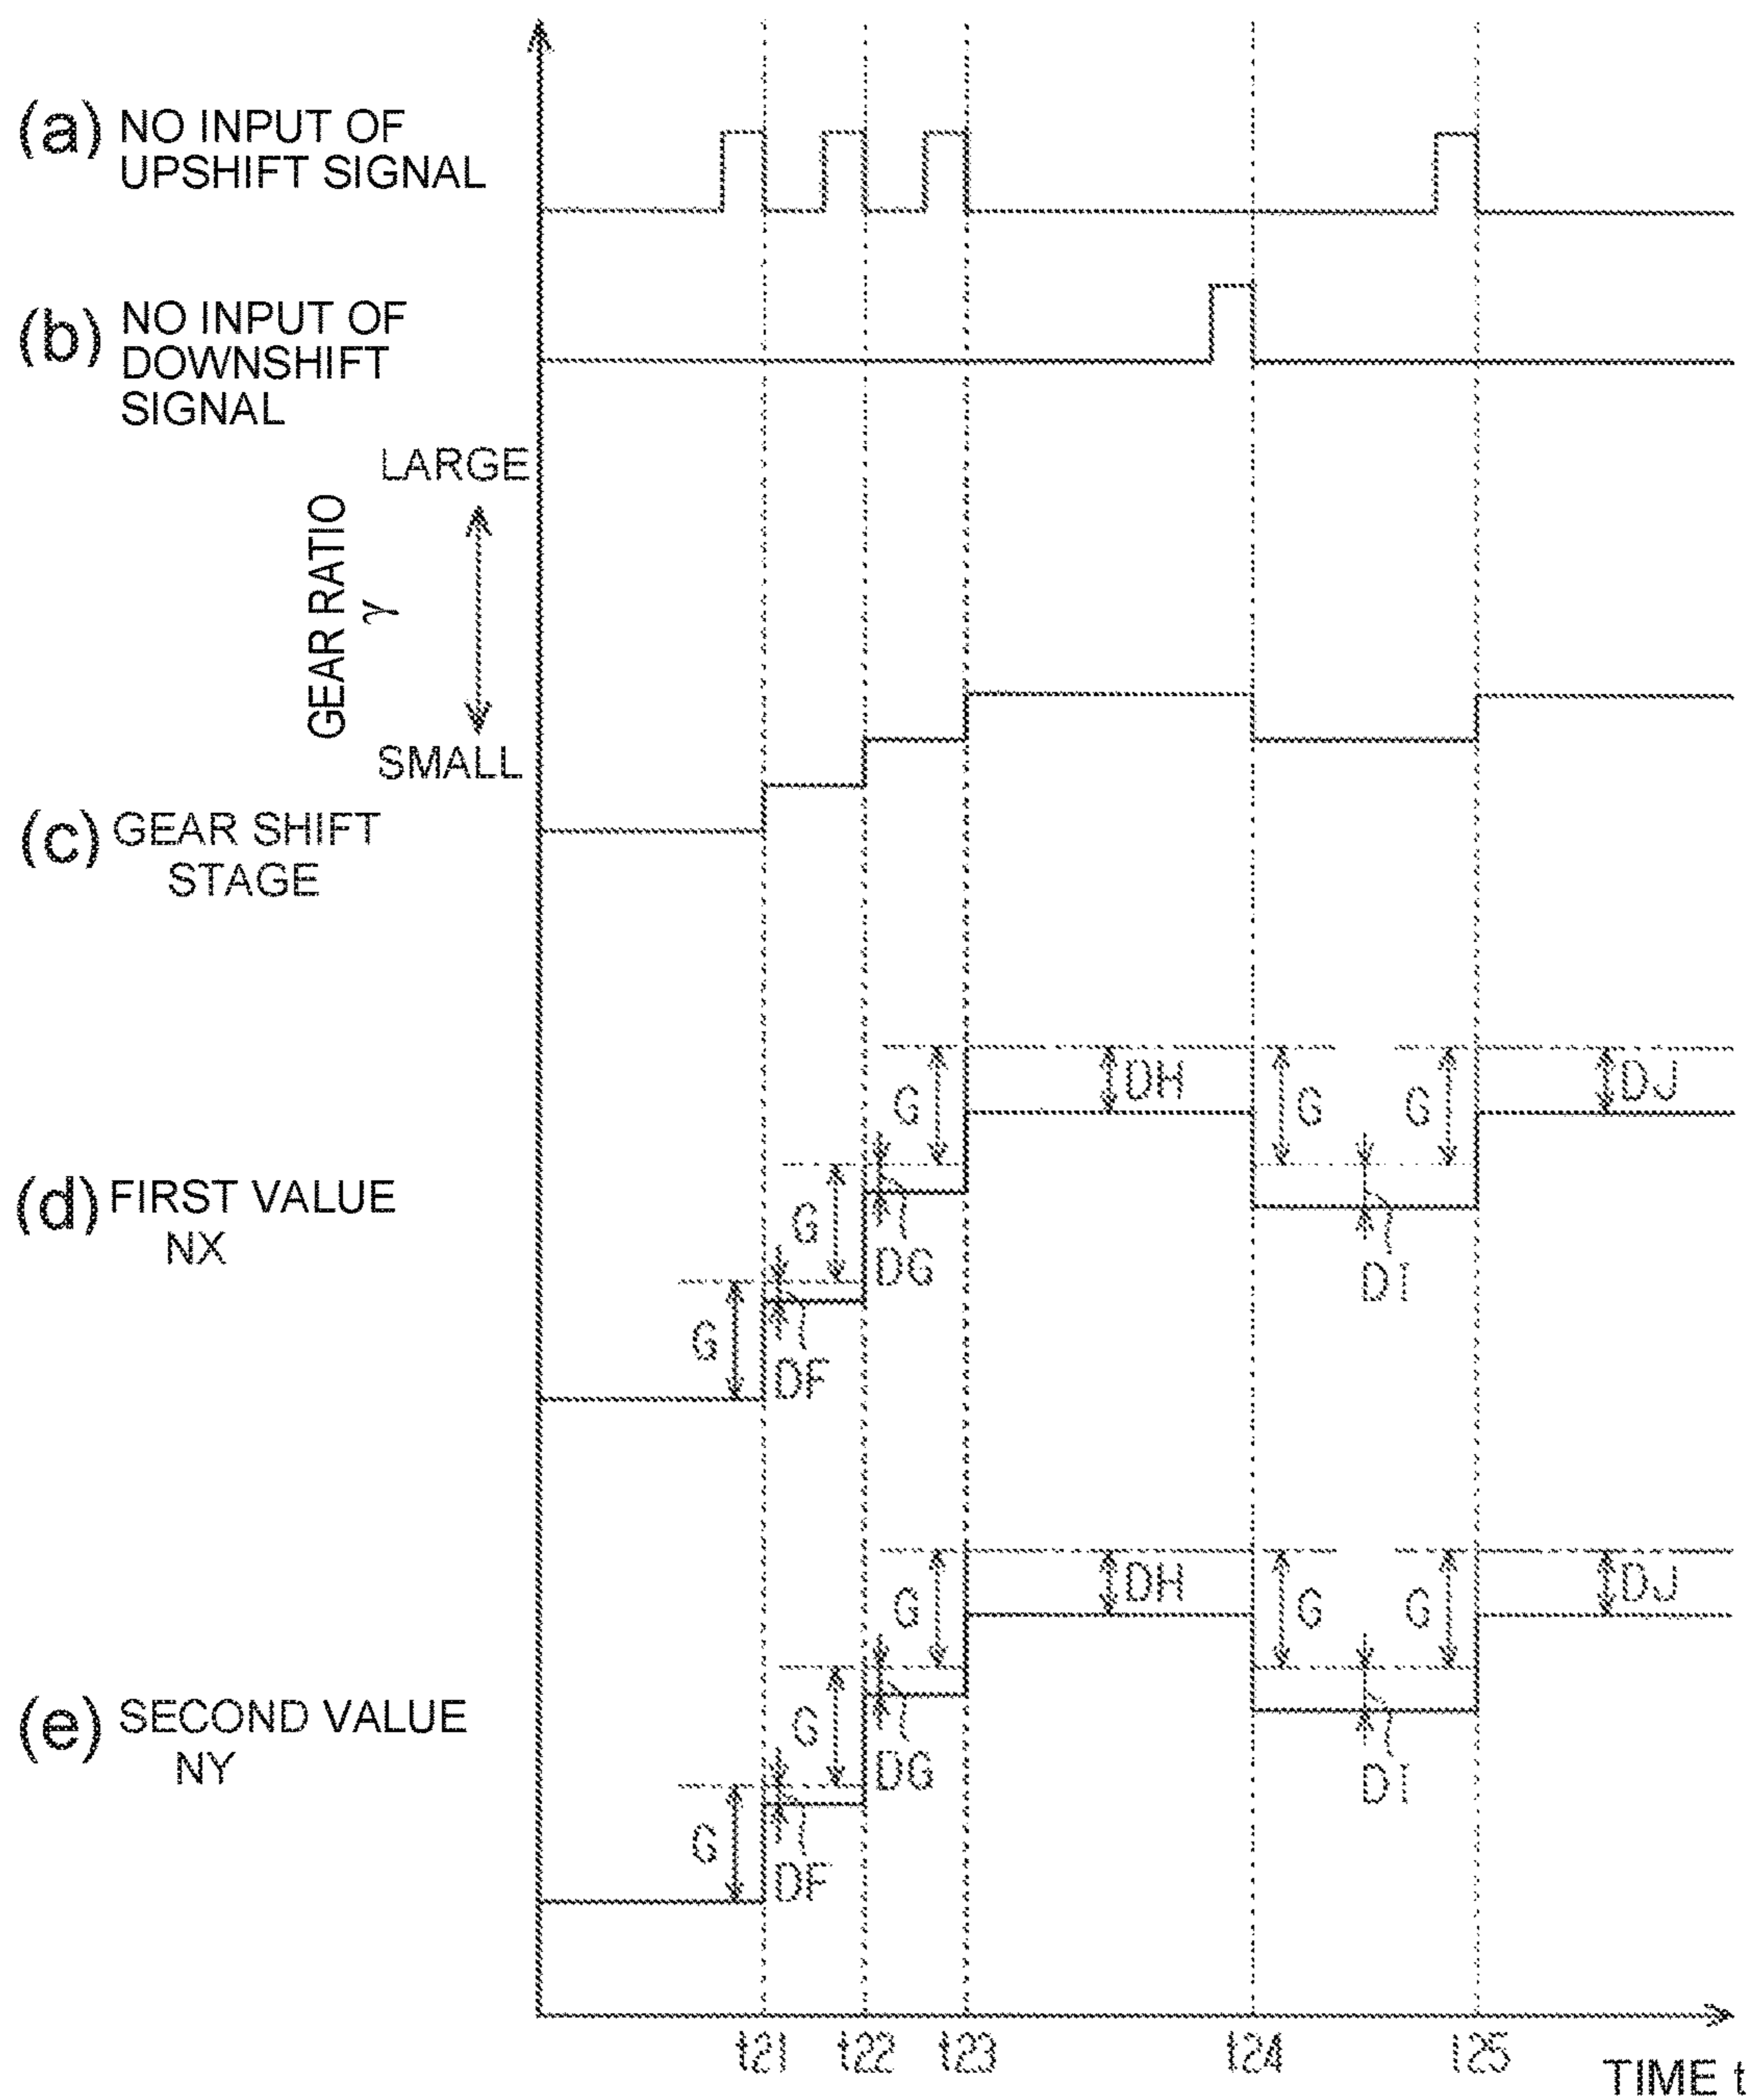 (a) NO INPUT OF
UPSHIFT SIGNAL
(b) NO INPUT OF
DOWNSHIFT
SIGNAL
LARGE
GEAR RATIO
γ
SMALL
(c) GEAR SHIFT
STAGE
(d) FIRST VALUE
NX
G
DF
G
DG
G
DH
G
DI
G
DJ
(e) SECOND VALUE
NY
G
DF
G
DG
G
DH
G
DI
G
DJ
t21 t22 t23 t24 t25
TIME t